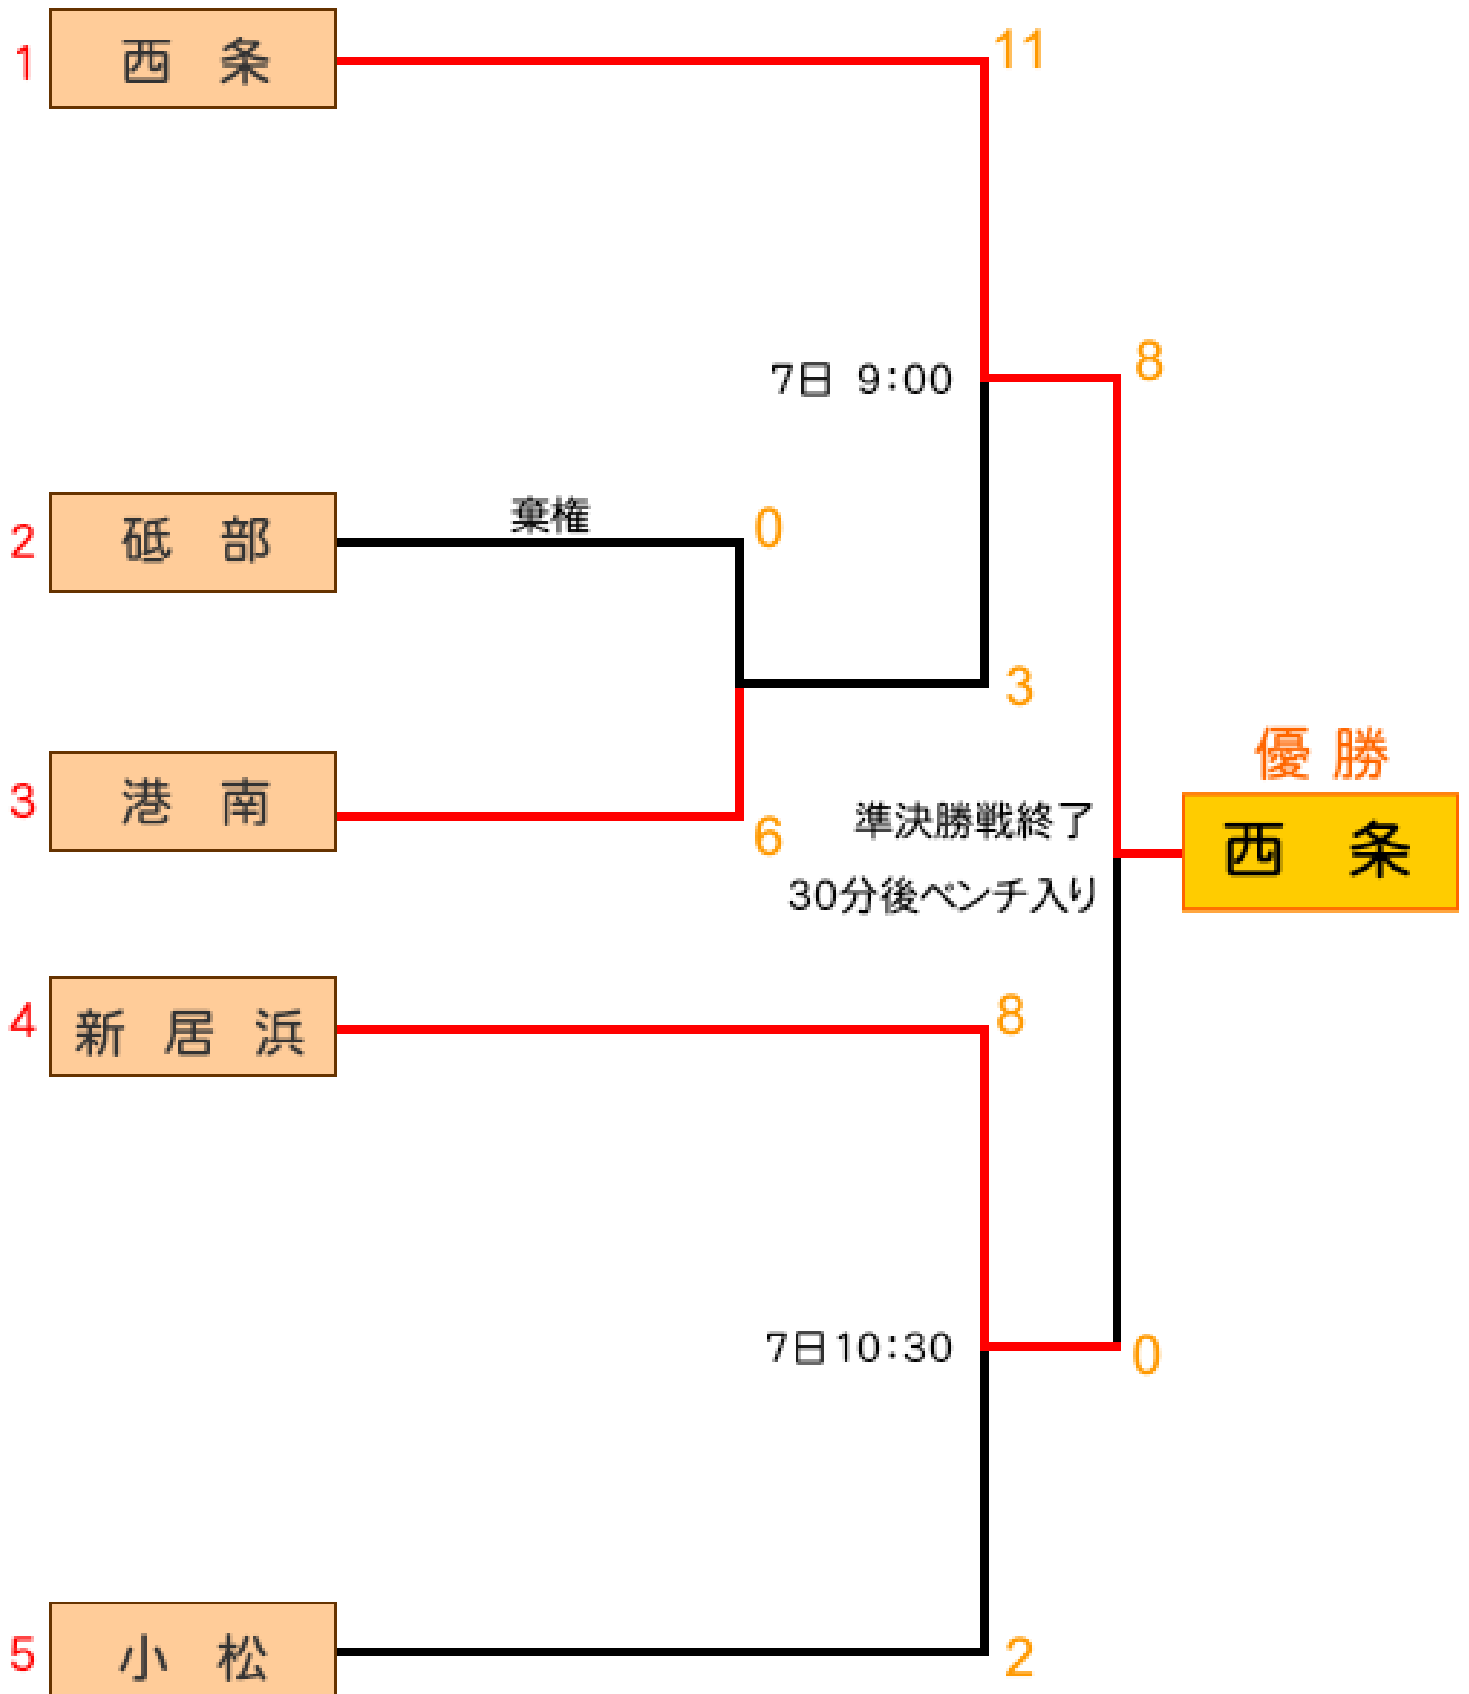 1 西 条 11
7日 9:00 8
2 砥 部 棄権 0
3
3 港 南 6
優 勝
準決勝戦終了
西 条
30分後ベンチ入り
4 新 居 浜 8
7日10:30 0
5 小 松 2